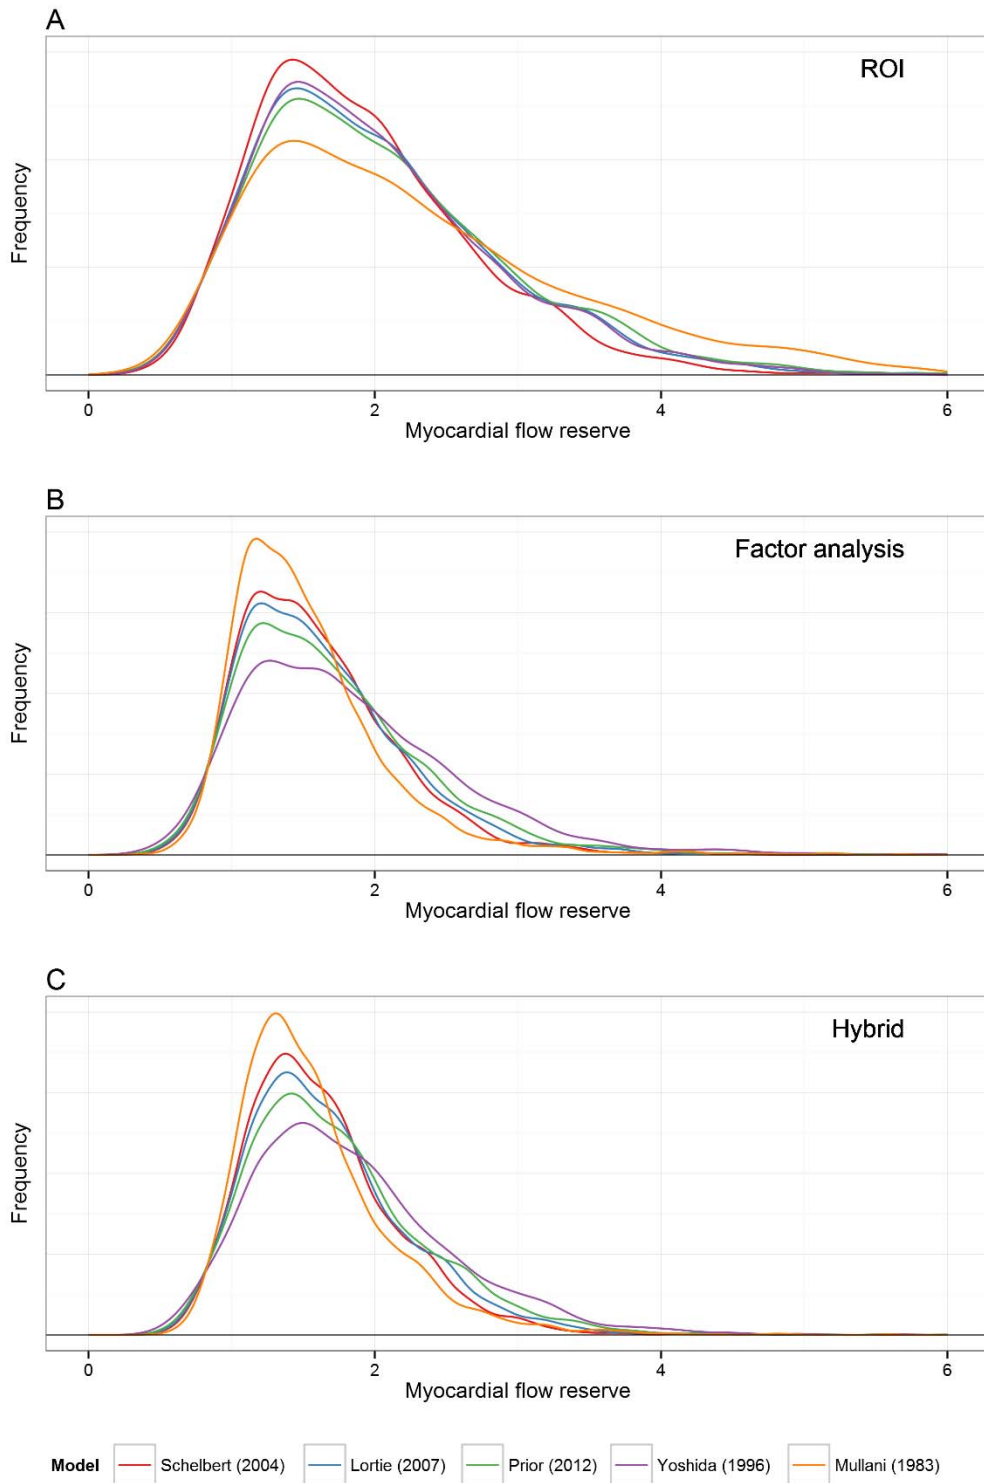 A
ROI
Frequency
0 2 4 6
Myocardial flow reserve
B
Factor analysis
Frequency
0 2 4 6
Myocardial flow reserve
C
Hybrid
Frequency
0 2 4 6
Myocardial flow reserve
Model Schelbert (2004) Lortie (2007) Prior (2012) Yoshida (1996) Mullani (1983)